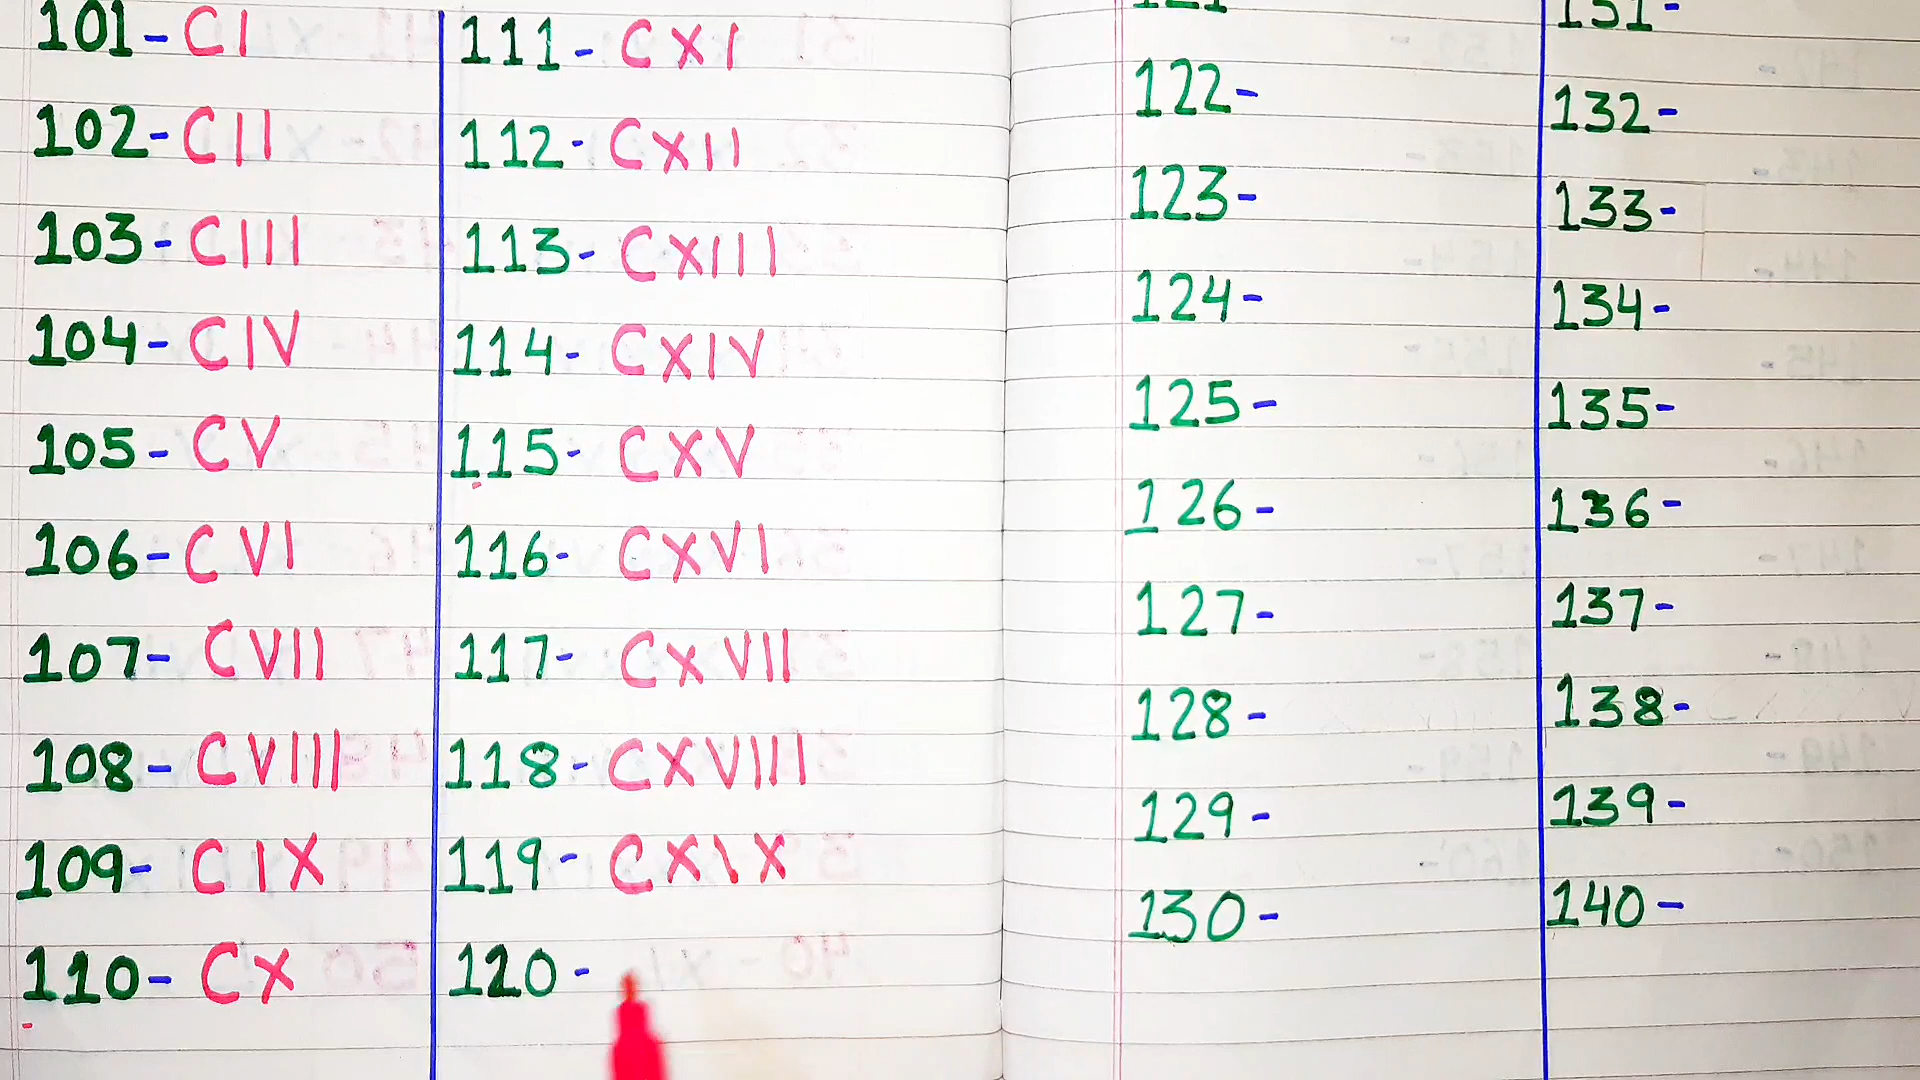 101- CI
102- CII
103- CIII
104- CIV
105- CV
106- CVI
107- CVII
108- CVIII
109- CIX
110- CX
111- CXI
112- CXII
113- CXIII
114- CXIV
115- CXV
116- CXVI
117- CXVII
118- CXVIII
119- CXIX
120-
121
122-
123-
124-
125-
126-
127-
128-
129-
130-
131-
132-
133-
134-
135-
136-
137-
138-
139-
140-